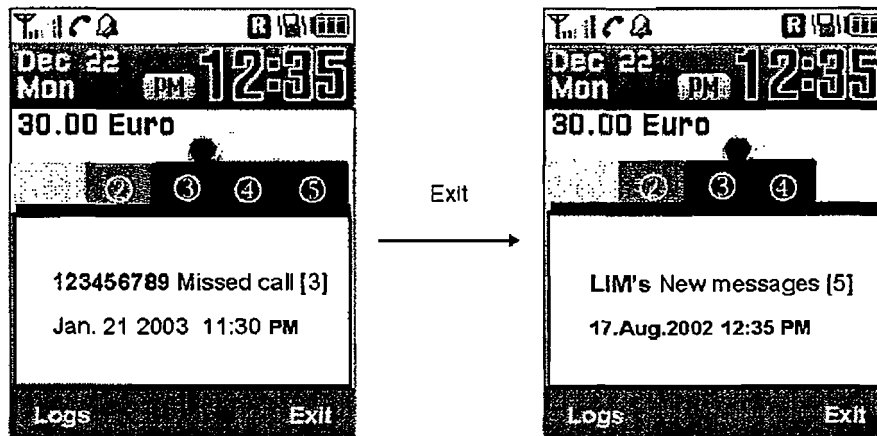 R
Dec 22
Mon PM 12:35
30.00 Euro
② ③ ④ ⑤
123456789 Missed call [3]
Jan. 21 2003 11:30 PM
Logs Exit
Exit
R
Dec 22
Mon PM 12:35
30.00 Euro
② ③ ④
LIM's New messages [5]
17.Aug.2002 12:35 PM
Logs Exit